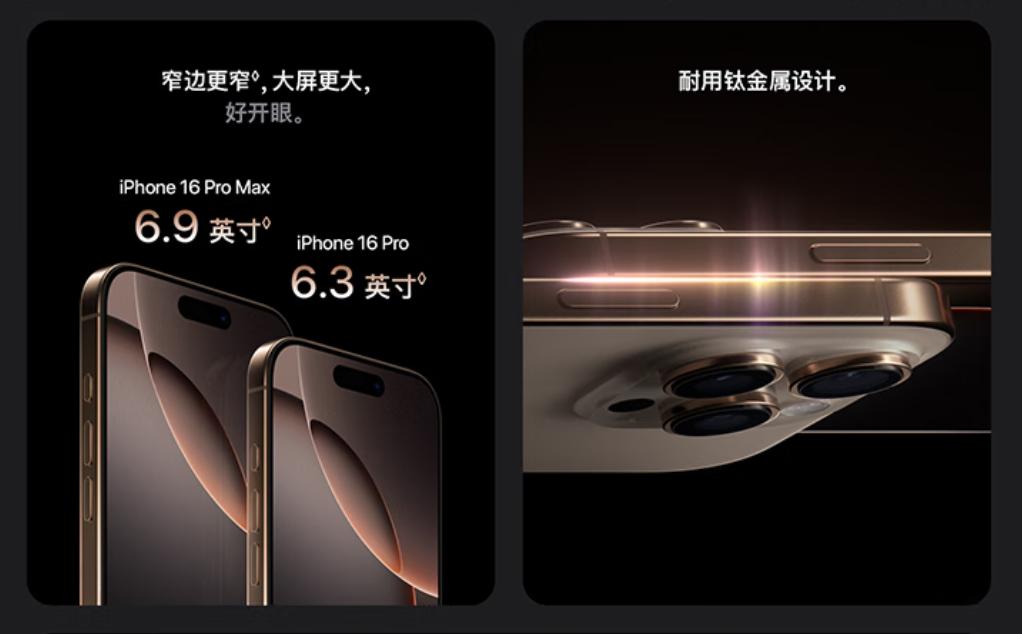 窄边更窄◊，大屏更大，
好开眼。
iPhone 16 Pro Max
6.9 英寸◊
iPhone 16 Pro
6.3 英寸◊
耐用钛金属设计。